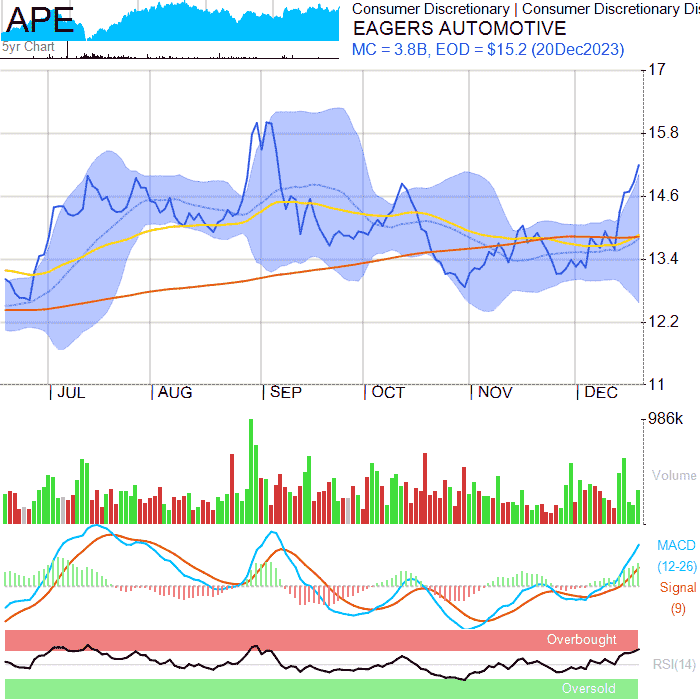 APE
5yr Chart
Consumer Discretionary | Consumer Discretionary Dis
EAGERS AUTOMOTIVE
MC = 3.8B, EOD = $15.2 (20Dec2023)
17
15.8
14.6
13.4
12.2
11
JUL AUG SEP OCT NOV DEC
986k
Volume
MACD
(12-26)
Signal
(9)
Overbought
RSI(14)
Oversold